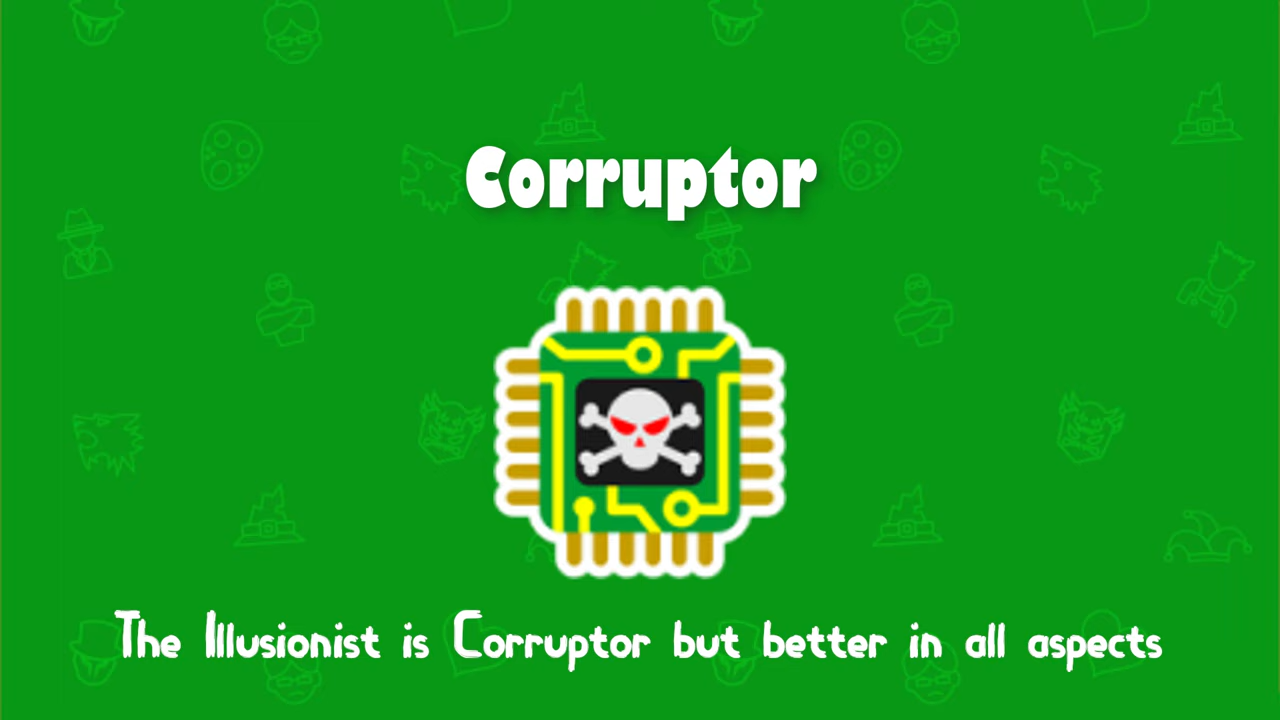 Corruptor
The Illusionist is Corruptor but better in all aspects